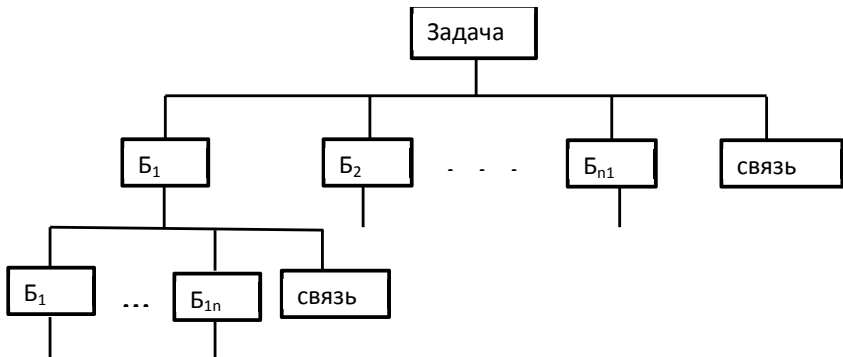 Задача
Б₁ Б₂ . . . Бₙ₁ связь
Б₁ ... Б₁ₙ связь